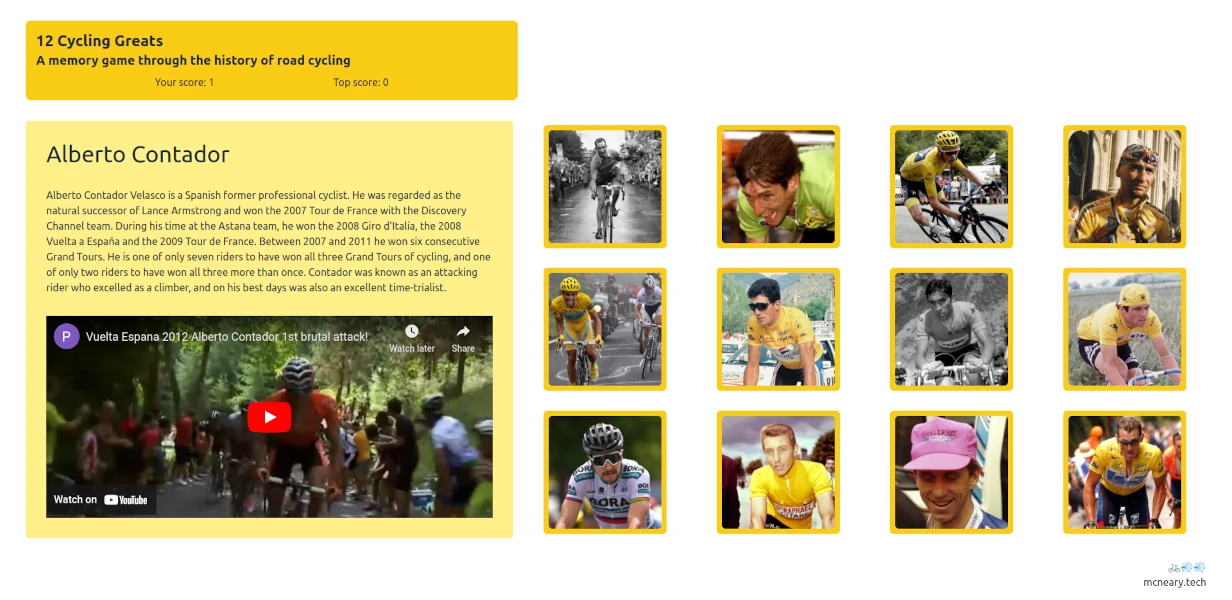 12 Cycling Greats
A memory game through the history of road cycling
Your score: 1 Top score: 0
Alberto Contador
Alberto Contador Velasco is a Spanish former professional cyclist. He was regarded as the
natural successor of Lance Armstrong and won the 2007 Tour de France with the Discovery
Channel team. During his time at the Astana team, he won the 2008 Giro d'Italia, the 2008
Vuelta a España and the 2009 Tour de France. Between 2007 and 2011 he won six consecutive
Grand Tours. He is one of only seven riders to have won all three Grand Tours of cycling, and one
of only two riders to have won all three more than once. Contador was known as an attacking
rider who excelled as a climber, and on his best days was also an excellent time-trialist.
P
Vuelta Espana 2012 Alberto Contador 1st brutal attack!
Watch later
Share
Watch on YouTube
BORA
BORA
RAPHAEL
mcneary.tech